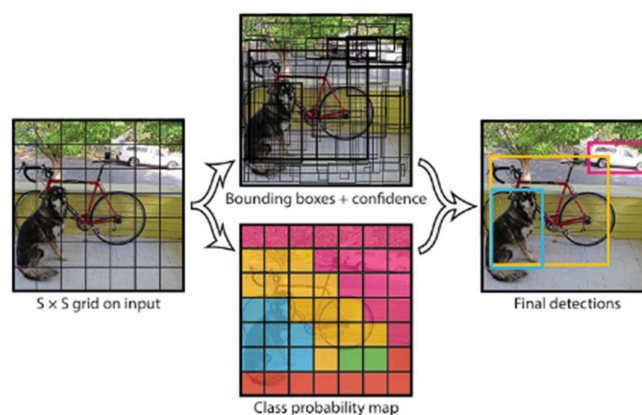 Bounding boxes + confidence
S × S grid on input
Final detections
Class probability map